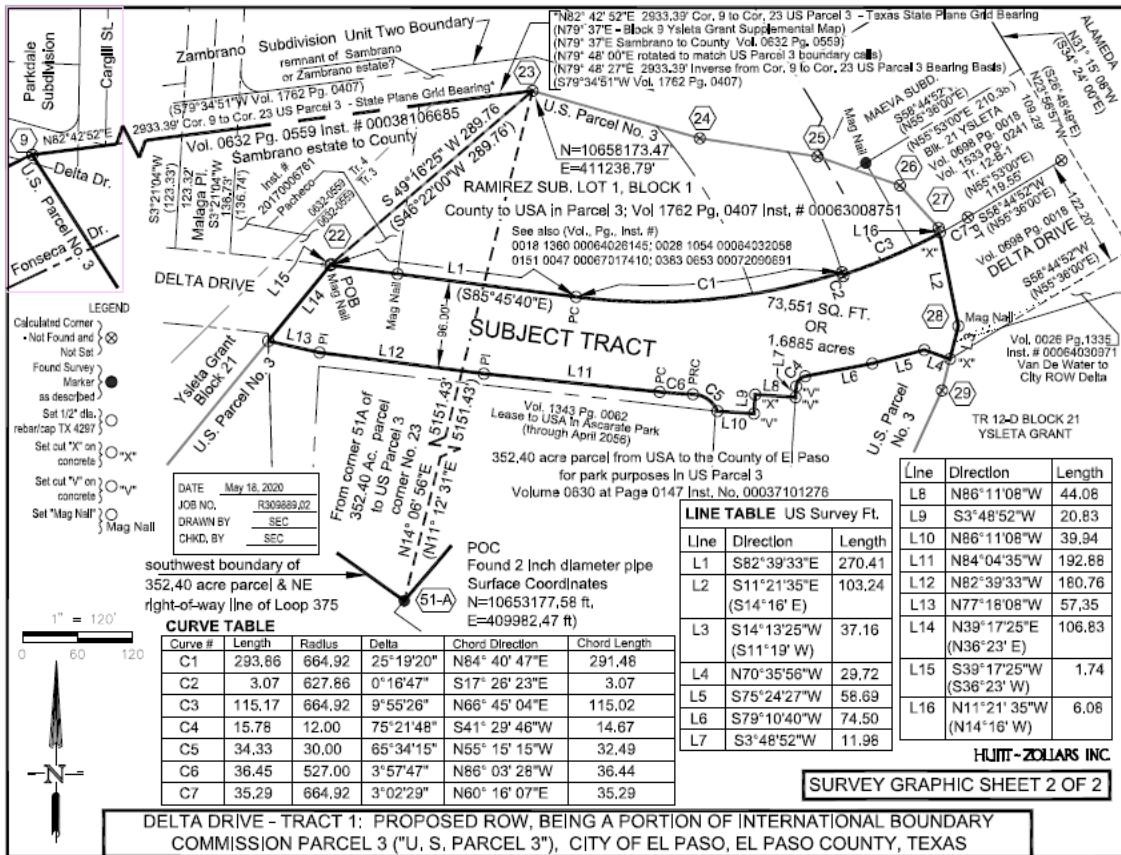 Parkdale
Subdivision
Cargill St.
9
N82°42'52"E
Delta Dr.
U.S. Parcel No. 3
Fonseca Dr.
Zambrano Subdivision Unit Two Boundary
remnant of Sambrano
or Zambrano estate?
(S79°34'51"W Vol. 1762 Pg. 0407)
2933.39' Cor. 9 to Cor. 23 US Parcel 3 - State Plane Grid Bearing"
Vol. 0632 Pg. 0559 Inst. # 00038106685
Sambrano estate to County
"N82° 42' 52"E 2933.39' Cor. 9 to Cor. 23 US Parcel 3 - Texas State Plane Grid Bearing
(N79° 37'E - Block 9 Ysleta Grant Supplemental Map)
(N79° 37'E Sambrano to County Vol. 0632 Pg. 0559)
(N79° 48' 00"E rotated to match US Parcel 3 boundary calls)
(N79° 48' 27"E 2933.39' Inverse from Cor. 9 to Cor. 23 US Parcel 3 Bearing Basis)
(S79°34'51"W Vol. 1762 Pg. 0407)
23
U.S. Parcel No. 3
24
25
26
27
MAEVA SUBD.
Mag Nail
ALAMEDA
N31° 15' 08"W
(S34° 24' 00"E)
(S26°48'49"E)
N23°56'57"W
109.29'
S58°44'52"W
(N55°36'00"E)
(N55°53'00"E 210.3')
Blk. 21 YSLETA
Vol. 0698 Pg. 0018
Vol. 1533 Pg. 0241
Tr. 12-B-1
(N55°53'00"E)
119.55'
S58°44'52"W
(N55°36'00"E)
Vol. 0698 Pg. 0018
DELTA DRIVE
122.20'
S58°44'52"W
(N55°36'00"E)
N=10658173.47'
E=411238.79'
RAMIREZ SUB. LOT 1, BLOCK 1
County to USA in Parcel 3; Vol 1762 Pg. 0407 Inst. # 00063008751
See also (Vol., Pg., Inst.#)
0018 1360 00064026145; 0028 1054 00064032058
0151 0047 00067017410; 0383 0653 00072090691
S 49°16'25" W 289.76
(S46°22'00"W 289.76')
S3°21'04"W
(123.33')
123.32'
Malaga Pl.
S3°21'04"W
136.73'
(136.74')
Inst. #
20170006761
Pacheco
0632-0559 Tr. 4
0632-0559 Tr. 3
22
DELTA DRIVE
L15
L14
POB
Mag Nail
Mag Nail
L1
(S85°45'40"E)
PC
C1
C2
C3
L16
"X"
C7
L2
SUBJECT TRACT
73,551 SQ. FT.
OR
1.6885 acres
96.00'
28
Mag Nail
L3
"X"
L4
L5
L6
L7
C4
"V"
"V"
L8
"X"
L9
L10
"V"
C5
C6
PRC
PC
L11
PI
L12
PI
L13
29
Vol. 0026 Pg.1335
Inst. # 00064030971
Van De Water to
City ROW Delta
TR 12-D BLOCK 21
YSLETA GRANT
U.S. Parcel
No. 3
Ysleta Grant
Block 21
U.S. Parcel No. 3
Vol. 1343 Pg. 0062
Lease to USA in Ascarate Park
(through April 2056)
352.40 acre parcel from USA to the County of El Paso
for park purposes in US Parcel 3
Volume 0830 at Page 0147 Inst. No. 00037101276
From corner 51A of
352.40 Ac. parcel
to US Parcel 3
corner No. 23
N14° 06' 56"E 5151.43'
(N11° 12' 31"E 5151.43')
LEGEND
Calculated Corner
- Not Found and
Not Set
Found Survey
Marker
as described
Set 1/2" dia.
rebar/cap TX 4297
Set cut "X" on
concrete
"X"
Set cut "V" on
concrete
"V"
Set "Mag Nail"
Mag Nail
DATE May 18, 2020
JOB NO. R309889.02
DRAWN BY SEC
CHKD. BY SEC
southwest boundary of
352.40 acre parcel & NE
right-of-way line of Loop 375
51-A
POC
Found 2 inch diameter pipe
Surface Coordinates
N=10653177.58 ft,
E=409982.47 ft)
1" = 120'
0 60 120
N
CURVE TABLE
Curve # Length Radius Delta Chord Direction Chord Length
C1 293.86 664.92 25°19'20" N84° 40' 47"E 291.48
C2 3.07 627.86 0°16'47" S17° 26' 23"E 3.07
C3 115.17 664.92 9°55'26" N66° 45' 04"E 115.02
C4 15.78 12.00 75°21'48" S41° 29' 46"W 14.67
C5 34.33 30.00 65°34'15" N55° 15' 15"W 32.49
C6 36.45 527.00 3°57'47" N86° 03' 28"W 36.44
C7 35.29 664.92 3°02'29" N60° 16' 07"E 35.29
LINE TABLE US Survey Ft.
Line Direction Length
L1 S82°39'33"E 270.41
L2 S11°21'35"E 103.24
(S14°16' E)
L3 S14°13'25"W 37.16
(S11°19' W)
L4 N70°35'56"W 29.72
L5 S75°24'27"W 58.69
L6 S79°10'40"W 74.50
L7 S3°48'52"W 11.98
Line Direction Length
L8 N86°11'08"W 44.08
L9 S3°48'52"W 20.83
L10 N86°11'08"W 39.94
L11 N84°04'35"W 192.88
L12 N82°39'33"W 180.76
L13 N77°18'08"W 57.35
L14 N39°17'25"E 106.83
(N36°23' E)
L15 S39°17'25"W 1.74
(S36°23' W)
L16 N11°21' 35"W 6.08
(N14°16' W)
HUITT-ZOLLARS INC.
SURVEY GRAPHIC SHEET 2 OF 2
DELTA DRIVE - TRACT 1: PROPOSED ROW, BEING A PORTION OF INTERNATIONAL BOUNDARY
COMMISSION PARCEL 3 ("U. S. PARCEL 3"), CITY OF EL PASO, EL PASO COUNTY, TEXAS